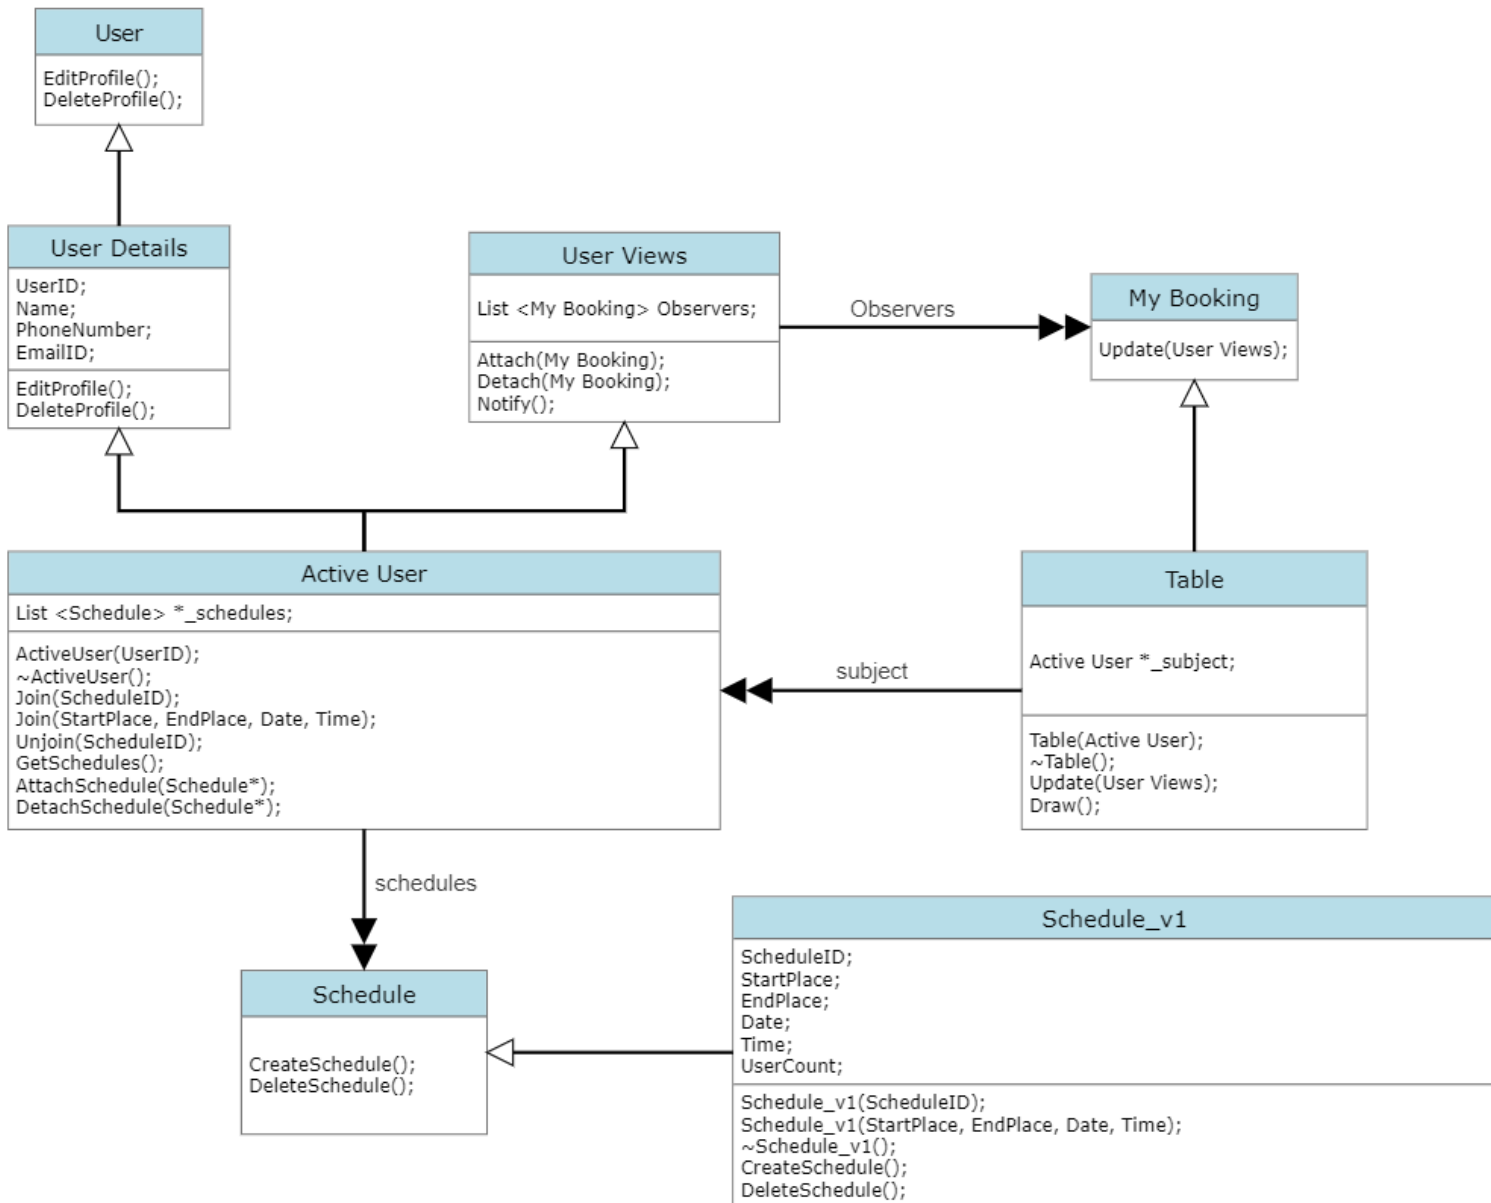 User
EditProfile();
DeleteProfile();
User Details
UserID;
Name;
PhoneNumber;
EmailID;
EditProfile();
DeleteProfile();
User Views
List <My Booking> Observers;
Attach(My Booking);
Detach(My Booking);
Notify();
Observers
My Booking
Update(User Views);
Active User
List <Schedule> *_schedules;
ActiveUser(UserID);
~ActiveUser();
Join(ScheduleID);
Join(StartPlace, EndPlace, Date, Time);
Unjoin(ScheduleID);
GetSchedules();
AttachSchedule(Schedule*);
DetachSchedule(Schedule*);
subject
Table
Active User *_subject;
Table(Active User);
~Table();
Update(User Views);
Draw();
schedules
Schedule
CreateSchedule();
DeleteSchedule();
Schedule_v1
ScheduleID;
StartPlace;
EndPlace;
Date;
Time;
UserCount;
Schedule_v1(ScheduleID);
Schedule_v1(StartPlace, EndPlace, Date, Time);
~Schedule_v1();
CreateSchedule();
DeleteSchedule();